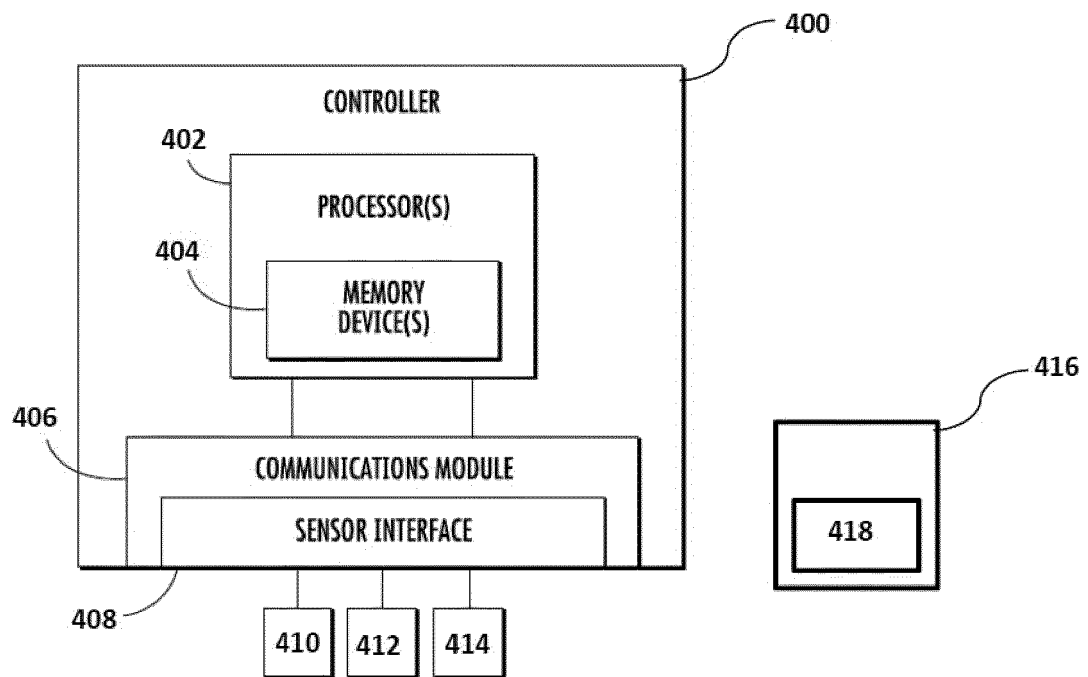 400
CONTROLLER
402
PROCESSOR(S)
404
MEMORY
DEVICE(S)
416
406
COMMUNICATIONS MODULE
SENSOR INTERFACE
418
408
410
412
414